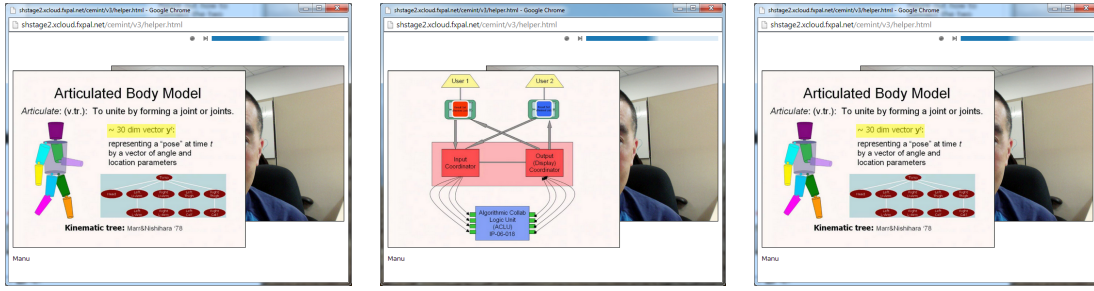 shstage2.xcloud.fxpal.net/cemint/v3/helper.html - Google Chrome
shstage2.xcloud.fxpal.net/cemint/v3/helper.html
Articulated Body Model
Articulate: (v.tr.): To unite by forming a joint or joints.
representing a "pose" at time t
by a vector of angle and
location parameters
Kinematic tree: Marr&Nishihara '78
Manu
shstage2.xcloud.fxpal.net/cemint/v3/helper.html - Google Chrome
shstage2.xcloud.fxpal.net/cemint/v3/helper.html
User 1
User 2
Input
Coordinator
Output
(Display)
Coordinator
Algorithmic Collab
Logic Unit
(ACLU)
IP-06-018
Manu
shstage2.xcloud.fxpal.net/cemint/v3/helper.html - Google Chrome
shstage2.xcloud.fxpal.net/cemint/v3/helper.html
Articulated Body Model
Articulate: (v.tr.): To unite by forming a joint or joints.
representing a "pose" at time t
by a vector of angle and
location parameters
Kinematic tree: Marr&Nishihara '78
Manu